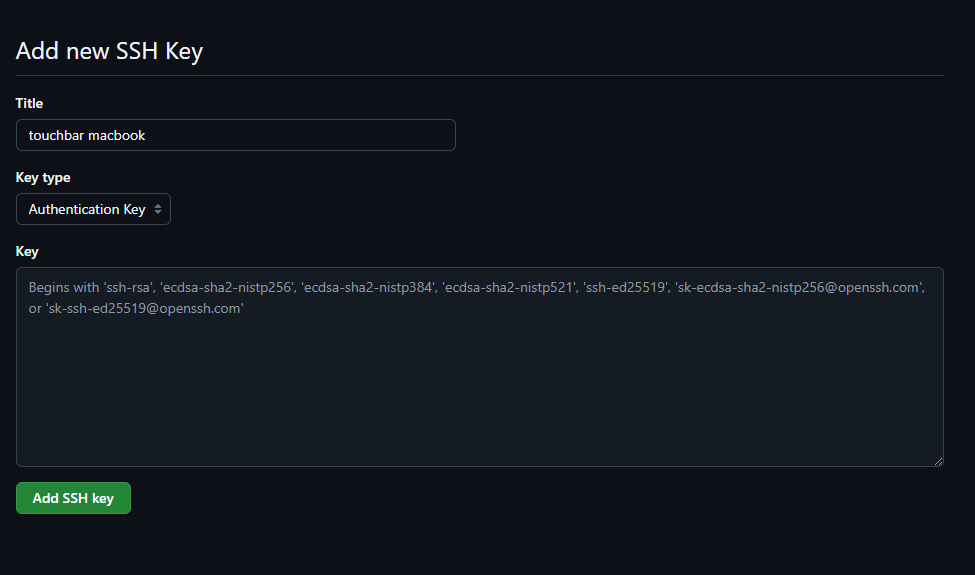 Add new SSH Key
Title
touchbar macbook
Key type
Authentication Key
Key
Begins with 'ssh-rsa', 'ecdsa-sha2-nistp256', 'ecdsa-sha2-nistp384', 'ecdsa-sha2-nistp521', 'ssh-ed25519', 'sk-ecdsa-sha2-nistp256@openssh.com',
or 'sk-ssh-ed25519@openssh.com'
Add SSH key